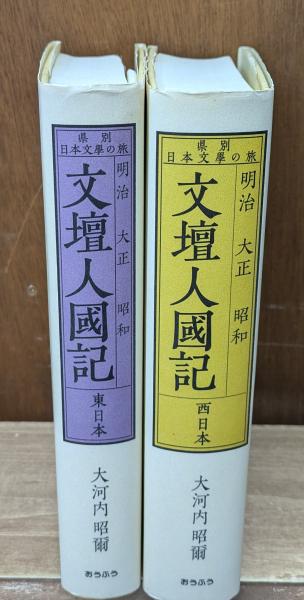 県別
日本文學の旅
明治 大正 昭和
文壇人國記
東日本
大河内昭爾
おうふう
県別
日本文學の旅
明治 大正 昭和
文壇人國記
西日本
大河内昭爾
おうふう